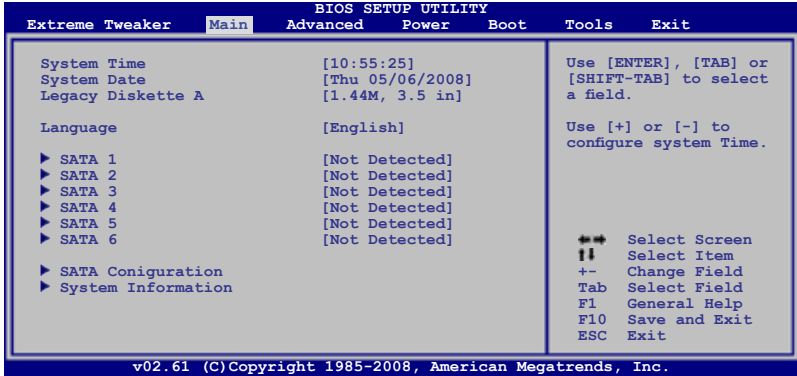 BIOS SETUP UTILITY
Extreme Tweaker Main Advanced Power Boot Tools Exit
System Time [10:55:25]
System Date [Thu 05/06/2008]
Legacy Diskette A [1.44M, 3.5 in]
Language [English]
SATA 1 [Not Detected]
SATA 2 [Not Detected]
SATA 3 [Not Detected]
SATA 4 [Not Detected]
SATA 5 [Not Detected]
SATA 6 [Not Detected]
SATA Coniguration
System Information
Use [ENTER], [TAB] or
[SHIFT-TAB] to select
a field.
Use [+] or [-] to
configure system Time.
Select Screen
Select Item
+- Change Field
Tab Select Field
F1 General Help
F10 Save and Exit
ESC Exit
v02.61 (C)Copyright 1985-2008, American Megatrends, Inc.